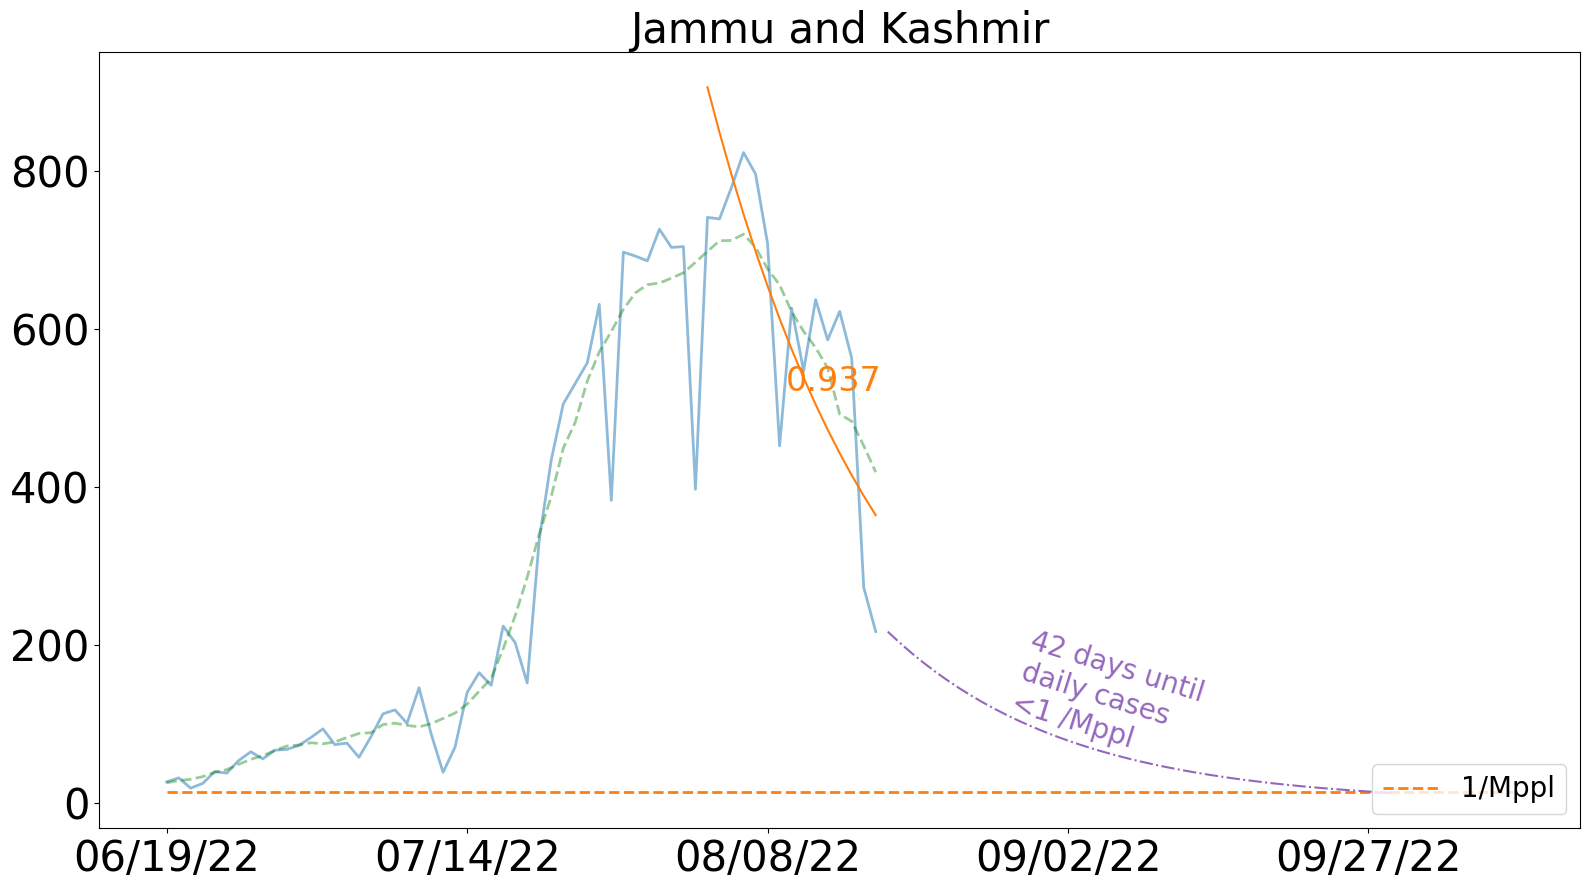 Jammu and Kashmir
800
600
400
200
0
0.937
42 days until
daily cases
<1 /Mppl
1/Mppl
06/19/22
07/14/22
08/08/22
09/02/22
09/27/22